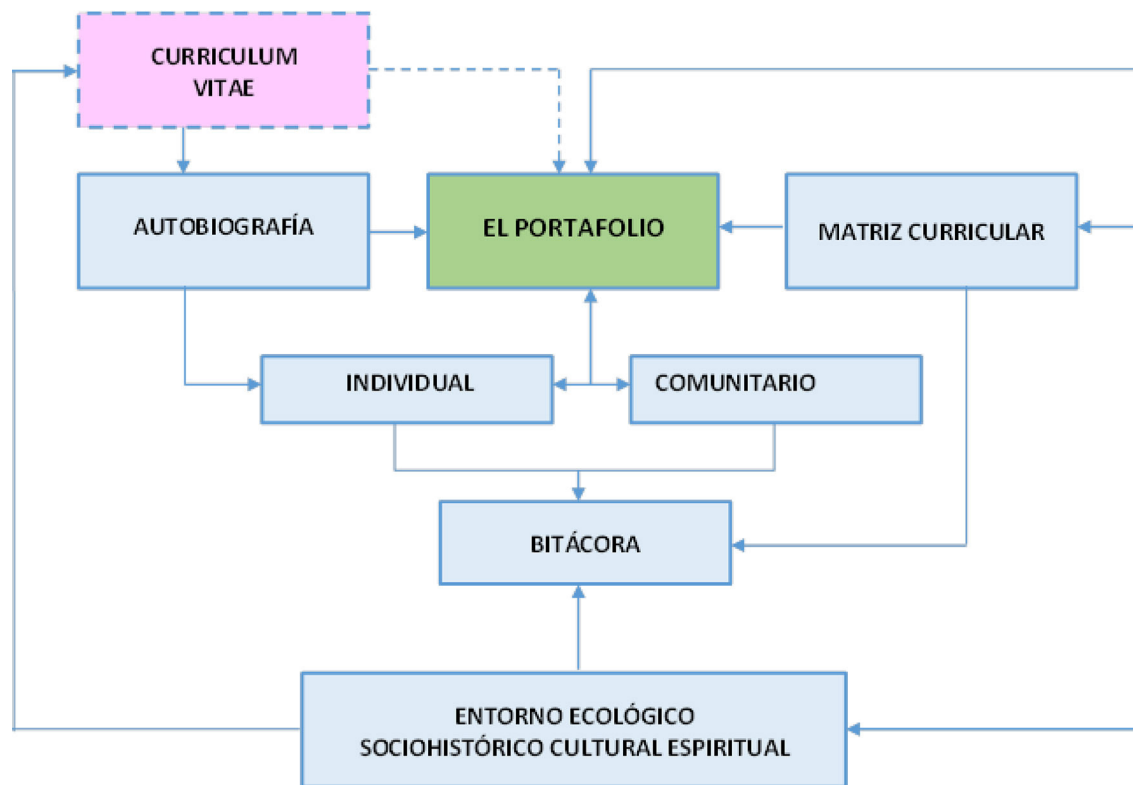 CURRICULUM
VITAE
AUTOBIOGRAFÍA
EL PORTAFOLIO
MATRIZ CURRICULAR
INDIVIDUAL
COMUNITARIO
BITÁCORA
ENTORNO ECOLÓGICO
SOCIOHISTÓRICO CULTURAL ESPIRITUAL